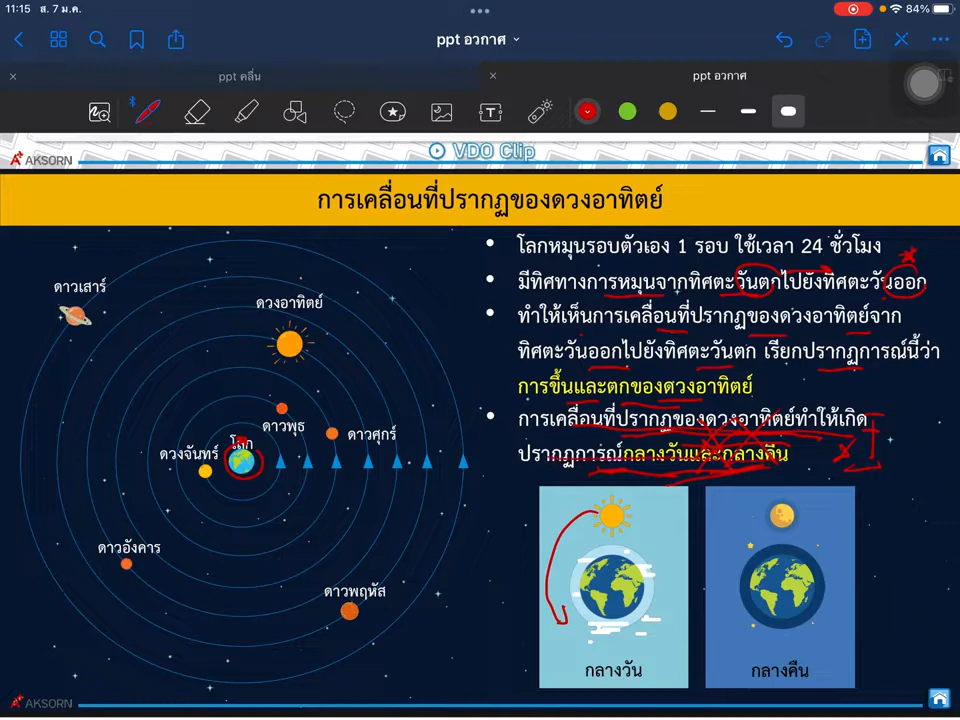 11:15 ส. 7 ม.ค. 84%
ppt อวกาศ
ppt คลื่น ppt อวกาศ
AKSORN VDO Clip
การเคลื่อนที่ปรากฏของดวงอาทิตย์
• โลกหมุนรอบตัวเอง 1 รอบ ใช้เวลา 24 ชั่วโมง
• มีทิศทางการหมุนจากทิศตะวันตกไปยังทิศตะวันออก
• ทำให้เห็นการเคลื่อนที่ปรากฏของดวงอาทิตย์จาก
ทิศตะวันออกไปยังทิศตะวันตก เรียกปรากฏการณ์นี้ว่า
การขึ้นและตกของดวงอาทิตย์
• การเคลื่อนที่ปรากฏของดวงอาทิตย์ทำให้เกิด
ปรากฏการณ์กลางวันและกลางคืน
ดาวเสาร์
ดวงอาทิตย์
ดาวพุธ
ดาวศุกร์
โลก
ดวงจันทร์
ดาวอังคาร
ดาวพฤหัส
กลางวัน
กลางคืน
AKSORN